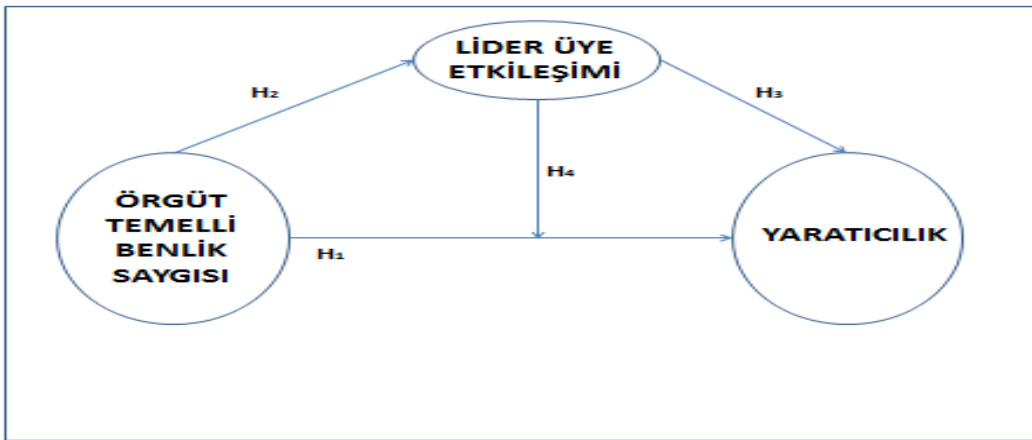 LİDER ÜYE
ETKİLEŞİMİ
H₂
H₃
H₄
ÖRGÜT
TEMELLİ
BENLİK
SAYGISI
H₁
YARATICILIK